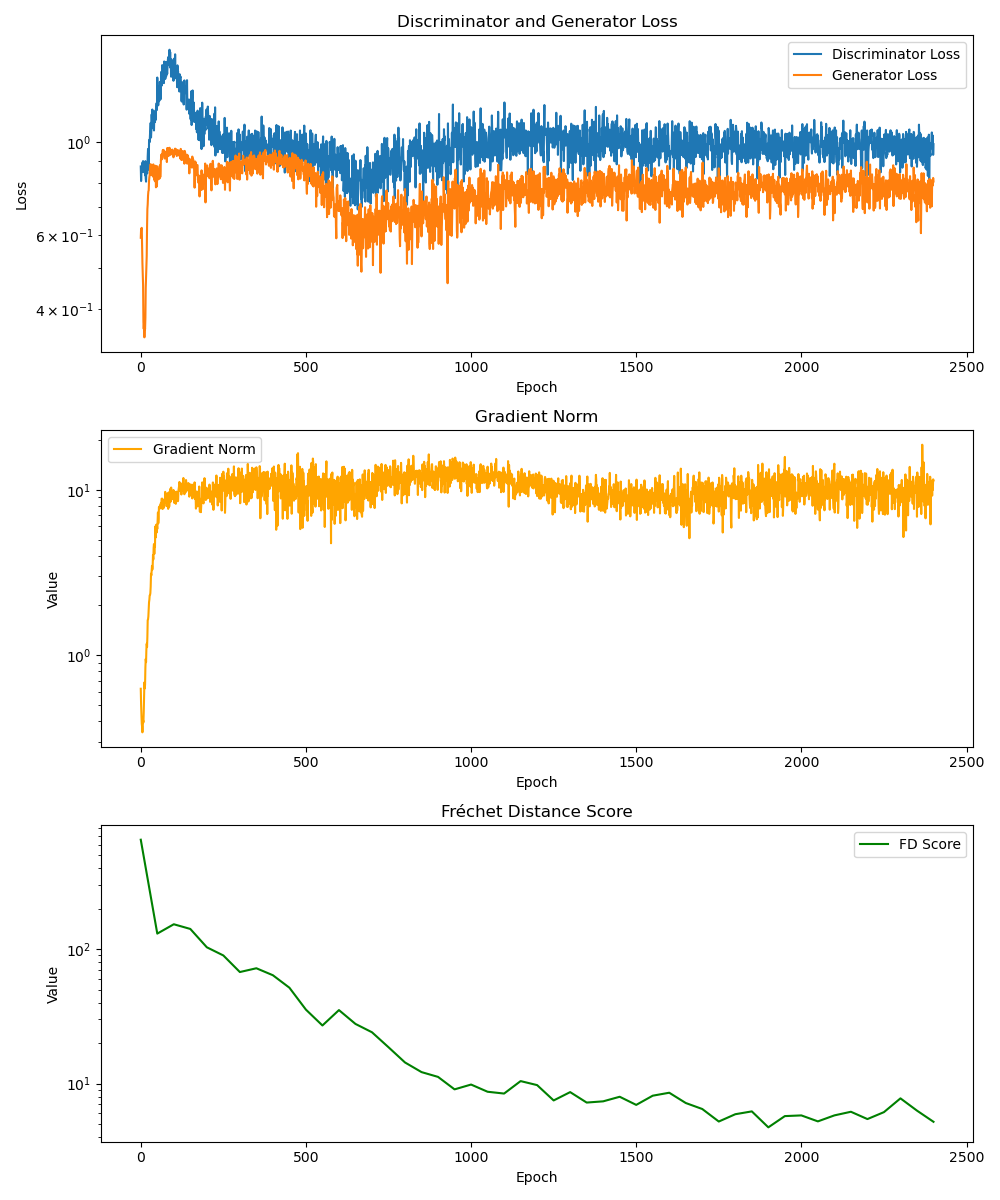 Discriminator and Generator Loss
Discriminator Loss
Generator Loss
10⁰
6 × 10⁻¹
4 × 10⁻¹
Loss
0 500 1000 1500 2000 2500
Epoch
Gradient Norm
Gradient Norm
10¹
10⁰
Value
0 500 1000 1500 2000 2500
Epoch
Fréchet Distance Score
FD Score
10²
10¹
Value
0 500 1000 1500 2000 2500
Epoch